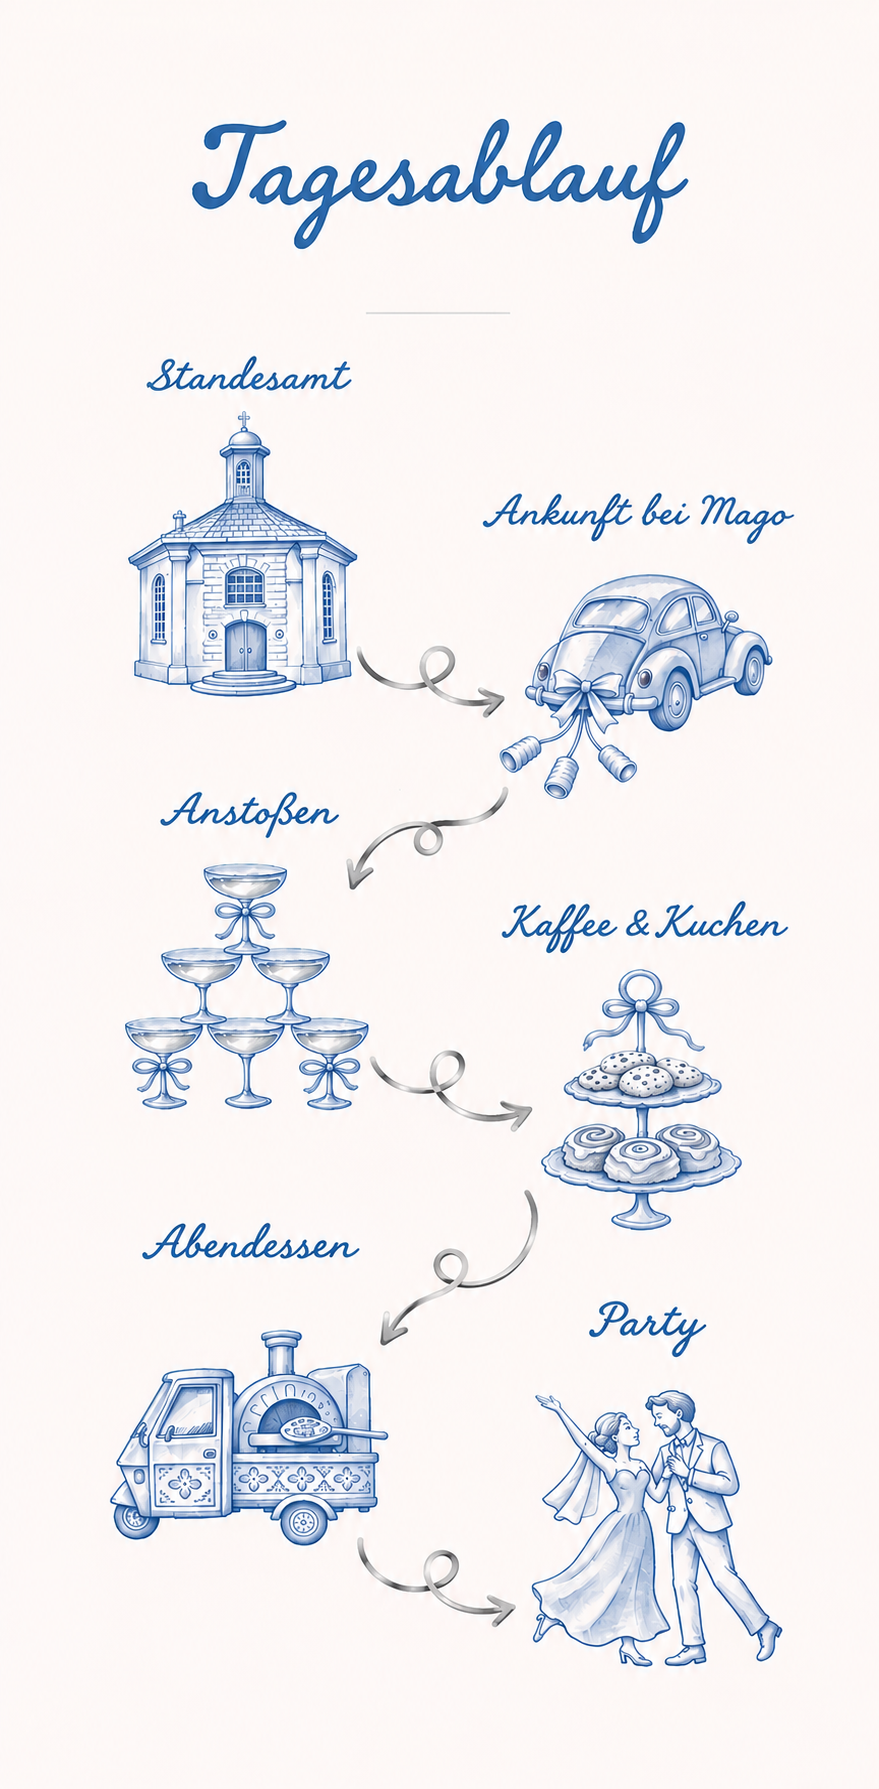 Tagesablauf
Standesamt
Ankunft bei Mago
Anstoßen
Kaffee & Kuchen
Abendessen
Party